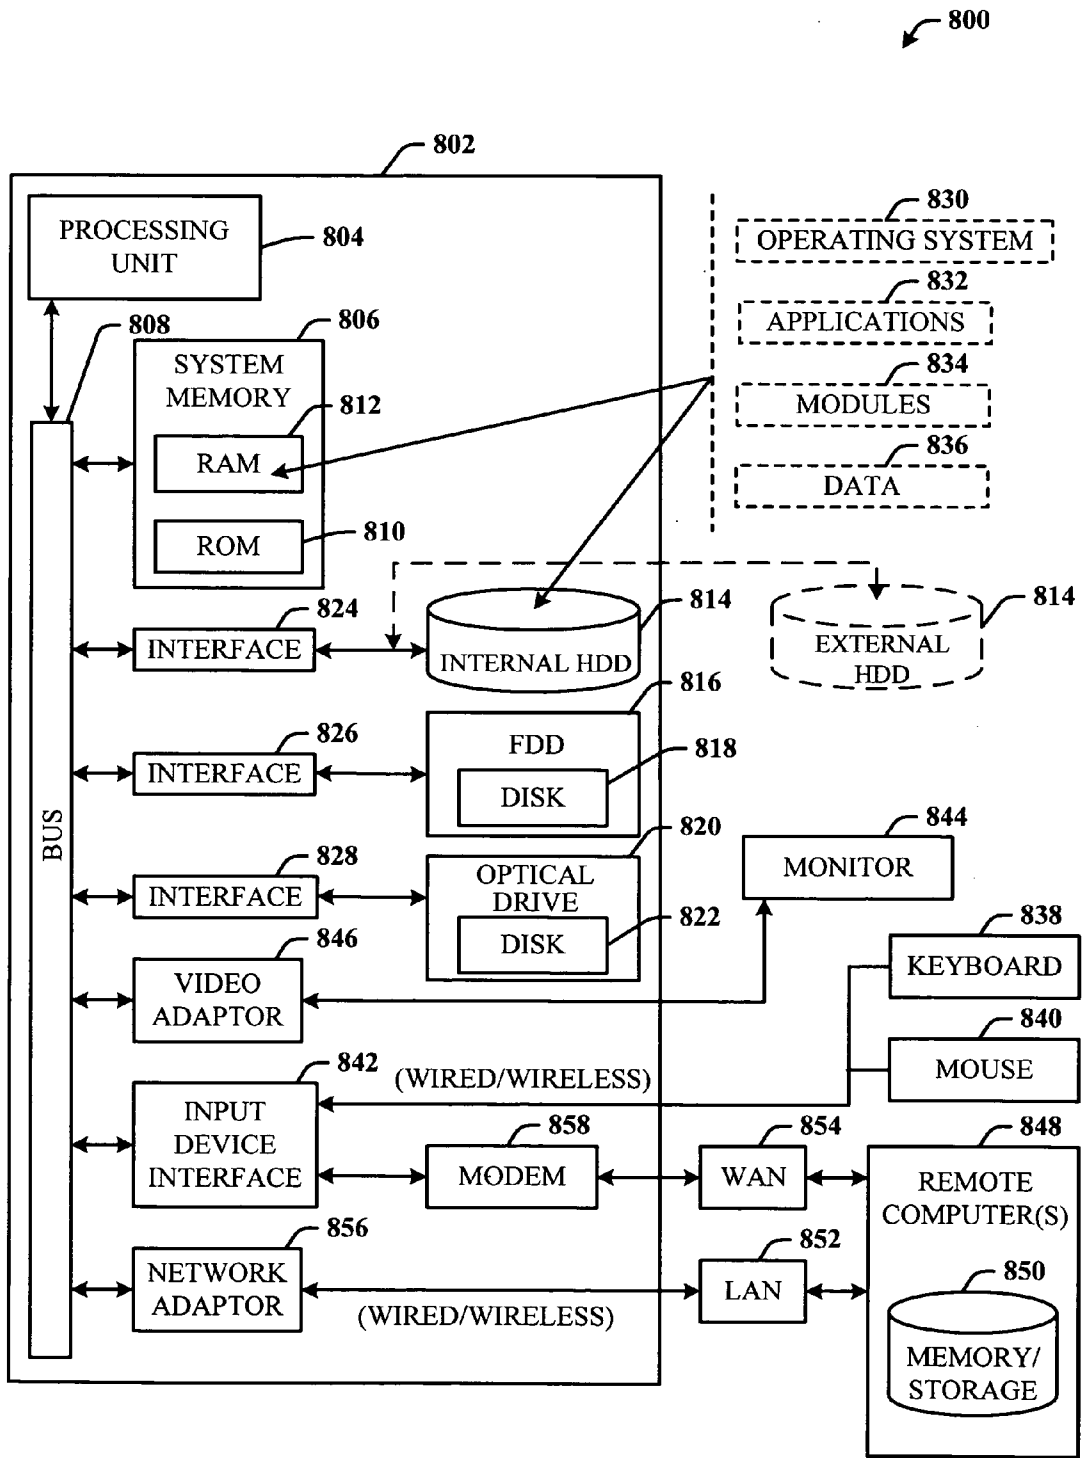 800
802
PROCESSING
UNIT
804
830
OPERATING SYSTEM
832
APPLICATIONS
834
MODULES
836
DATA
808
806
SYSTEM
MEMORY
812
RAM
810
ROM
824
INTERFACE
814
INTERNAL HDD
814
EXTERNAL
HDD
816
FDD
818
DISK
826
INTERFACE
BUS
820
OPTICAL
DRIVE
822
DISK
828
INTERFACE
844
MONITOR
846
VIDEO
ADAPTOR
838
KEYBOARD
840
MOUSE
842
INPUT
DEVICE
INTERFACE
(WIRED/WIRELESS)
858
MODEM
854
WAN
848
REMOTE
COMPUTER(S)
856
NETWORK
ADAPTOR
(WIRED/WIRELESS)
852
LAN
850
MEMORY/
STORAGE